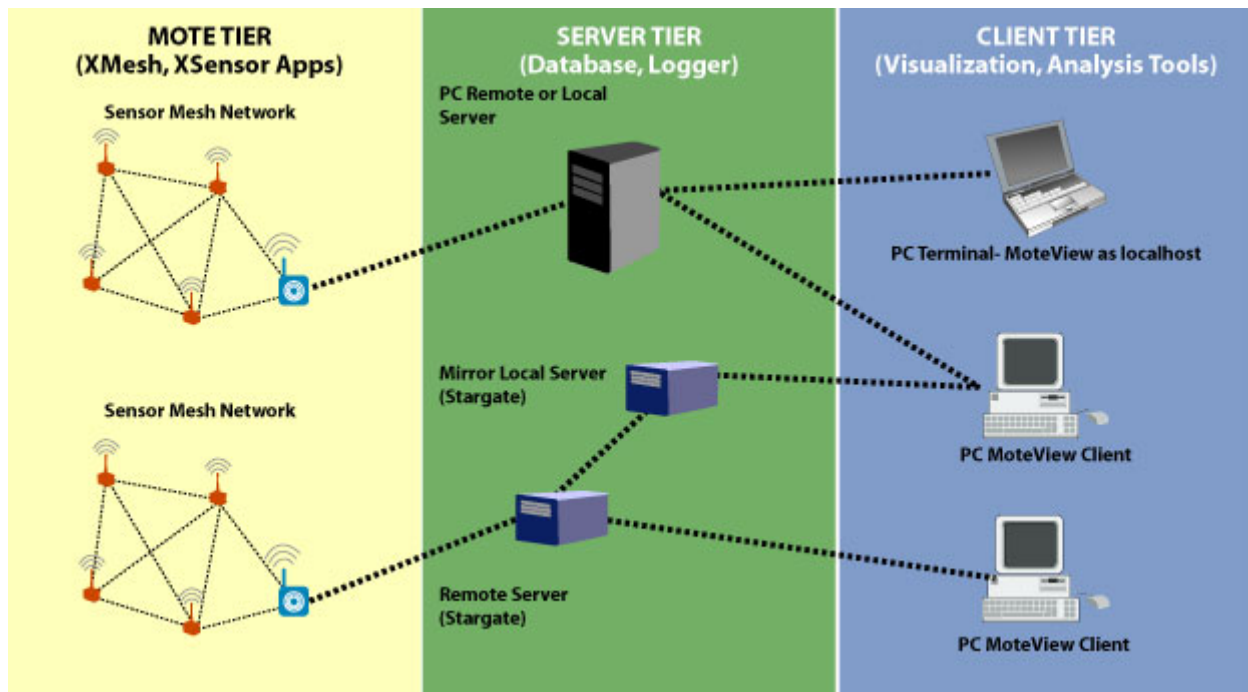 MOTE TIER
(XMesh, XSensor Apps)
Sensor Mesh Network
Sensor Mesh Network
SERVER TIER
(Database, Logger)
PC Remote or Local
Server
Mirror Local Server
(Stargate)
Remote Server
(Stargate)
CLIENT TIER
(Visualization, Analysis Tools)
PC Terminal- MoteView as localhost
PC MoteView Client
PC MoteView Client